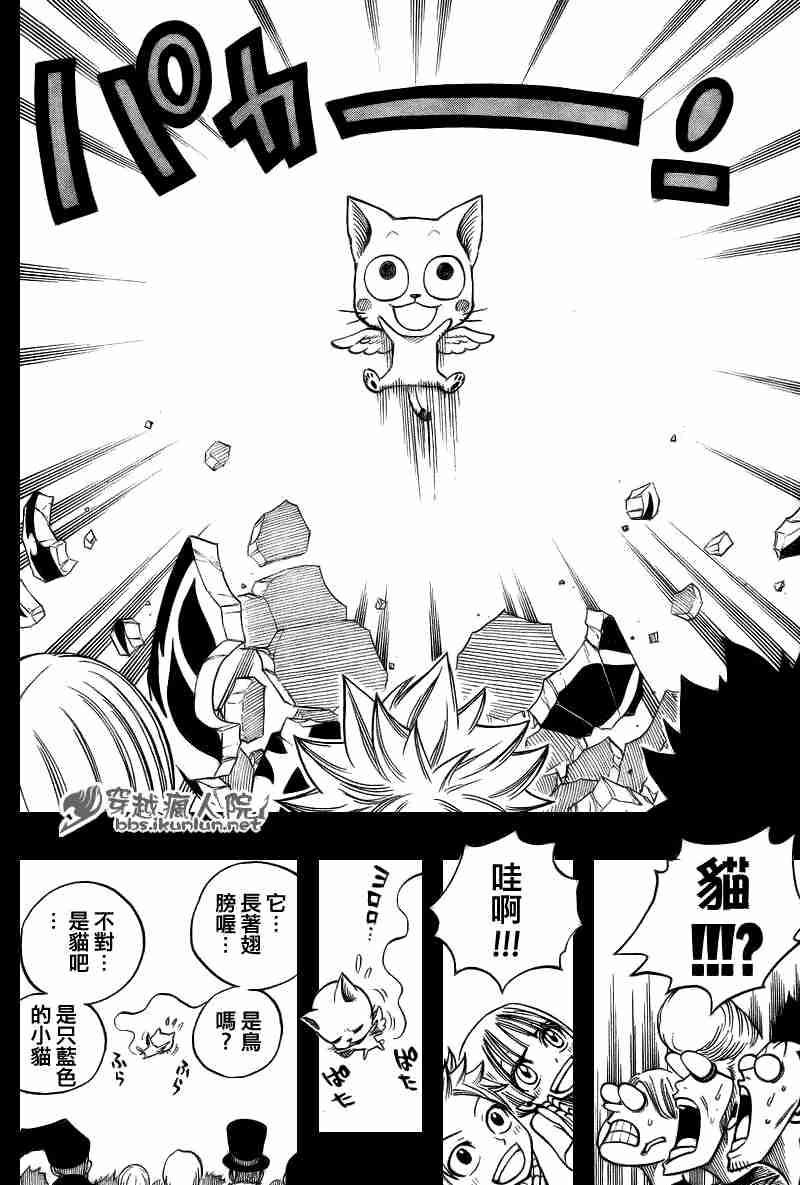 パカーーー!
穿越瘋人院
bbs.ikunlun.net
貓
!!!?
哇啊
!!!
ハロロ…
ぱた
ぱた
它…
長著翅
膀喔…
是鳥
嗎?
不對…
是貓吧
…
是只藍色
的小貓
ふら
ふら